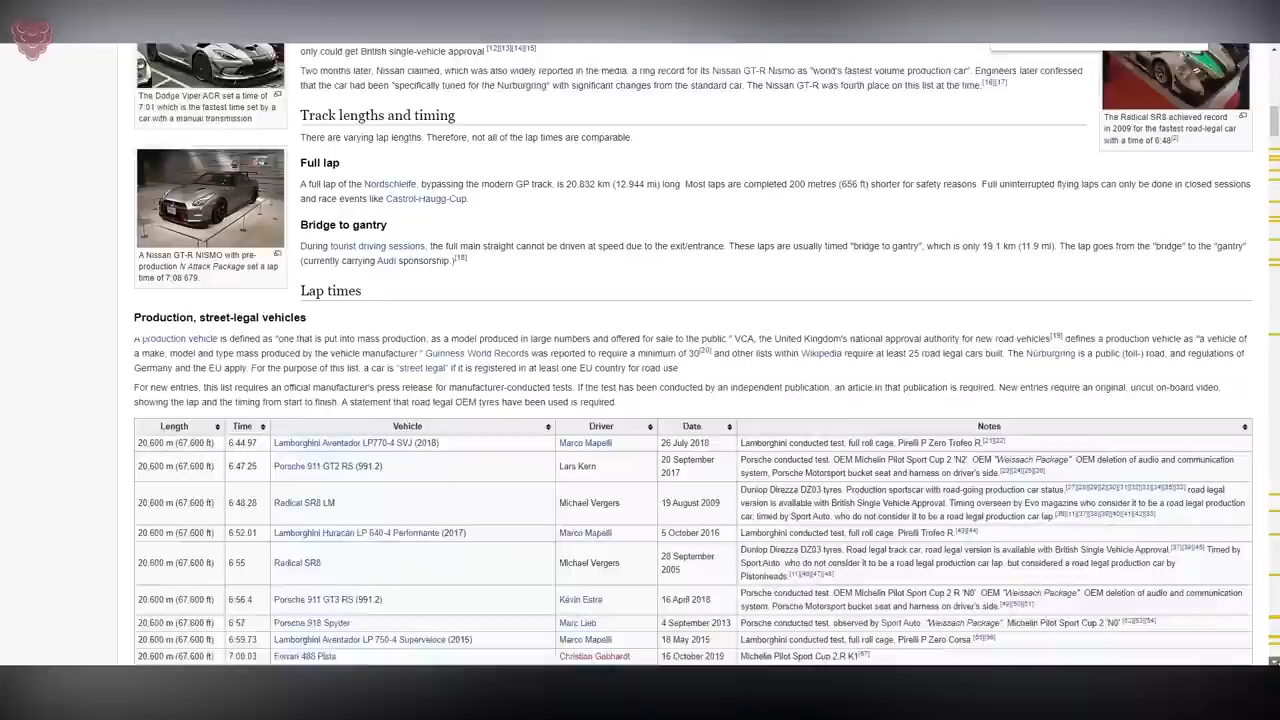 only could get British single-vehicle approval [12][13][14][15]
Two months later, Nissan claimed, which was also widely reported in the media, a ring record for its Nissan GT-R Nismo as "world's fastest volume production car". Engineers later confessed
that the car had been "specifically tuned for the Nurburgring" with significant changes from the standard car. The Nissan GT-R was fourth place on this list at the time.[16][17]
The Dodge Viper ACR set a time of
7:01 which is the fastest time set by a
car with a manual transmission
The Radical SR8 achieved record
in 2009 for the fastest road-legal car
with a time of 6:48[2]
Track lengths and timing
There are varying lap lengths. Therefore, not all of the lap times are comparable.
Full lap
A full lap of the Nordschleife, bypassing the modern GP track, is 20.832 km (12.944 mi) long. Most laps are completed 200 metres (656 ft) shorter for safety reasons. Full uninterrupted flying laps can only be done in closed sessions
and race events like Castrol-Haugg-Cup.
Bridge to gantry
During tourist driving sessions, the full main straight cannot be driven at speed due to the exit/entrance. These laps are usually timed "bridge to gantry", which is only 19.1 km (11.9 mi). The lap goes from the "bridge" to the "gantry"
(currently carrying Audi sponsorship.)[18]
A Nissan GT-R NISMO with pre-
production N Attack Package set a lap
time of 7:08.679.
Lap times
Production, street-legal vehicles
A production vehicle is defined as "one that is put into mass production, as a model produced in large numbers and offered for sale to the public." VCA, the United Kingdom's national approval authority for new road vehicles[19] defines a production vehicle as "a vehicle of
a make, model and type mass produced by the vehicle manufacturer." Guinness World Records was reported to require a minimum of 30[20] and other lists within Wikipedia require at least 25 road legal cars built. The Nürburgring is a public (toll-) road, and regulations of
Germany and the EU apply. For the purpose of this list, a car is "street legal" if it is registered in at least one EU country for road use
For new entries, this list requires an official manufacturer's press release for manufacturer-conducted tests. If the test has been conducted by an independent publication, an article in that publication is required. New entries require an original, uncut on-board video,
showing the lap and the timing from start to finish. A statement that road legal OEM tyres have been used is required.
Length Time Vehicle Driver Date Notes
20,600 m (67,600 ft) 6:44.97 Lamborghini Aventador LP770-4 SVJ (2018) Marco Mapelli 26 July 2018 Lamborghini conducted test, full roll cage, Pirelli P Zero Trofeo R.[21][22]
20,600 m (67,600 ft) 6:47.25 Porsche 911 GT2 RS (991.2) Lars Kern 20 September 2017 Porsche conducted test. OEM Michelin Pilot Sport Cup 2 'N2' OEM "Weissach Package" OEM deletion of audio and communication
system, Porsche Motorsport bucket seat and harness on driver's side.[23][24][25][26]
20,600 m (67,600 ft) 6:48.28 Radical SR8 LM Michael Vergers 19 August 2009 Dunlop Direzza DZ03 tyres. Production sportscar with road-going production car status, road legal
version is available with British Single Vehicle Approval. Timing overseen by Evo magazine who consider it to be a road legal production
car, timed by Sport Auto, who do not consider it to be a road legal production car lap.
20,600 m (67,600 ft) 6:52.01 Lamborghini Huracán LP 640-4 Performante (2017) Marco Mapelli 5 October 2016 Lamborghini conducted test, full roll cage, Pirelli Trofeo R.[43][44]
20,600 m (67,600 ft) 6:55 Radical SR8 Michael Vergers 28 September 2005 Dunlop Direzza DZ03 tyres. Road legal track car, road legal version is available with British Single Vehicle Approval. Timed by
Sport Auto, who do not consider it to be a road legal production car lap, but considered a road legal production car by
Pistonheads.
20,600 m (67,600 ft) 6:56.4 Porsche 911 GT3 RS (991.2) Kévin Estre 16 April 2018 Porsche conducted test. OEM Michelin Pilot Sport Cup 2 R 'N0' OEM "Weissach Package" OEM deletion of audio and communication
system, Porsche Motorsport bucket seat and harness on driver's side.[49][50][51]
20,600 m (67,600 ft) 6:57 Porsche 918 Spyder Marc Lieb 4 September 2013 Porsche conducted test, observed by Sport Auto "Weissach Package" Michelin Pilot Sport Cup 2 'N0'[52][53][54]
20,600 m (67,600 ft) 6:59.73 Lamborghini Aventador LP 750-4 Superveloce (2015) Marco Mapelli 18 May 2015 Lamborghini conducted test, full roll cage, Pirelli P Zero Corsa.[55][56]
20,600 m (67,600 ft) 7:00.03 Ferrari 488 Pista Christian Gebhardt 16 October 2019 Michelin Pilot Sport Cup 2 R K1[57]